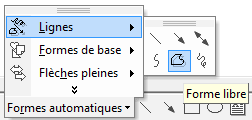 Lignes
Formes de base
Flèches pleines
Forme libre
Formes automatiques